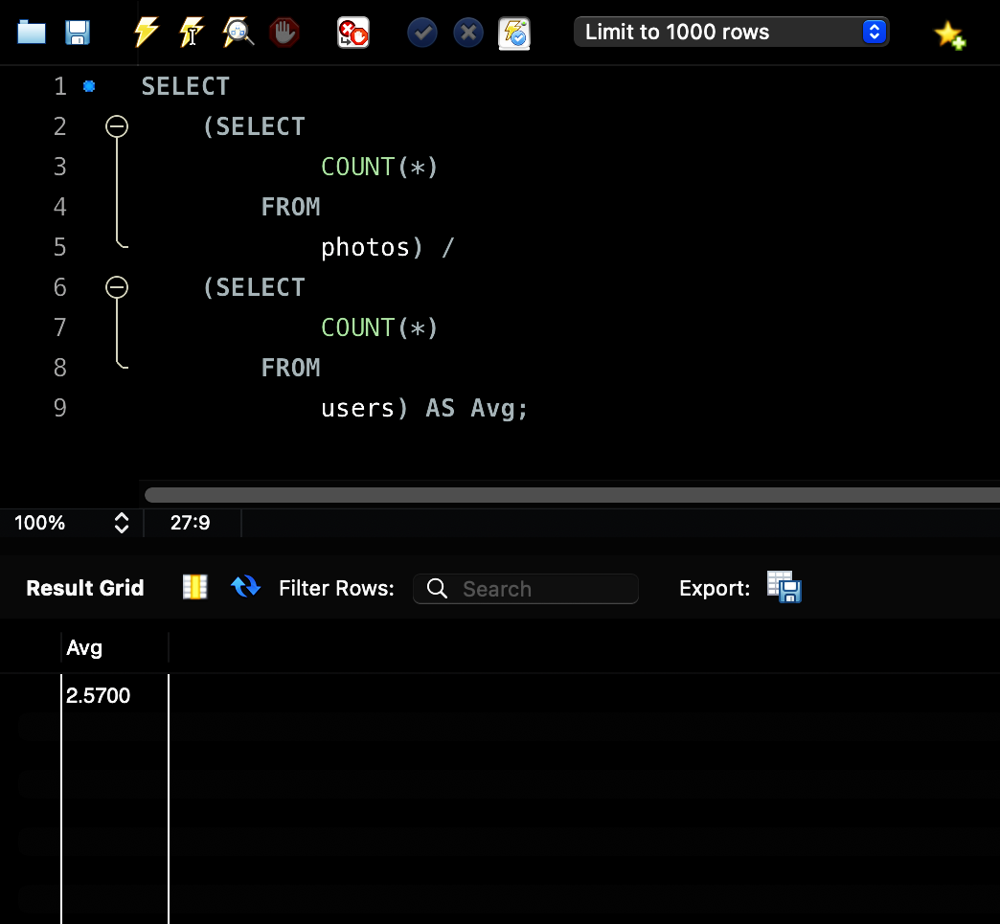 Limit to 1000 rows
1 SELECT
2 (SELECT
3 COUNT(*)
4 FROM
5 photos) /
6 (SELECT
7 COUNT(*)
8 FROM
9 users) AS Avg;
100% 27:9
Result Grid Filter Rows: Search Export:
Avg
2.5700